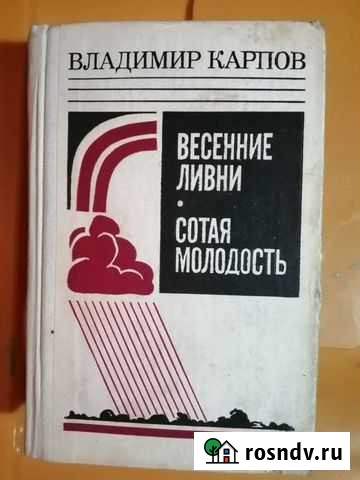 ВЛАДИМИР КАРПОВ
ВЕСЕННИЕ
ЛИВНИ
•
СОТАЯ
МОЛОДОСТЬ
rosndv.ru